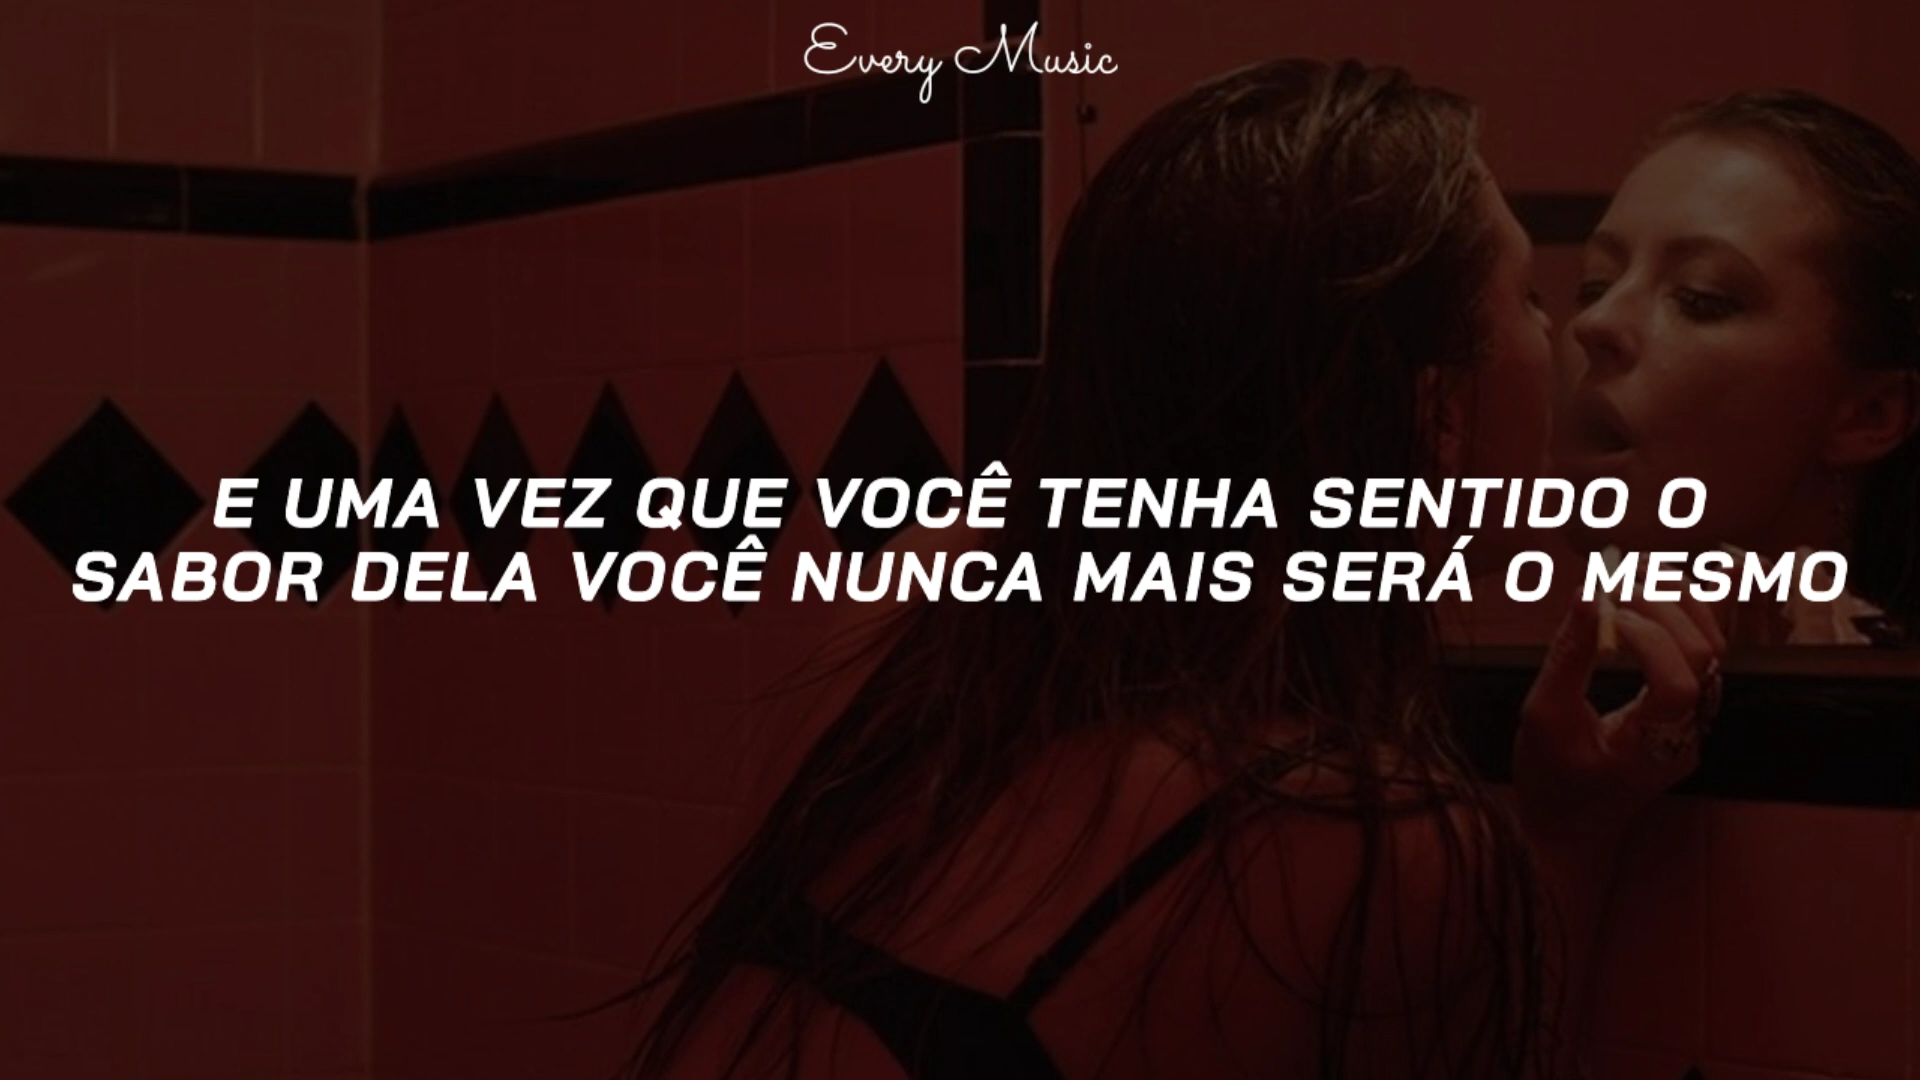 Every Music
E UMA VEZ QUE VOCÊ TENHA SENTIDO O
SABOR DELA VOCÊ NUNCA MAIS SERÁ O MESMO